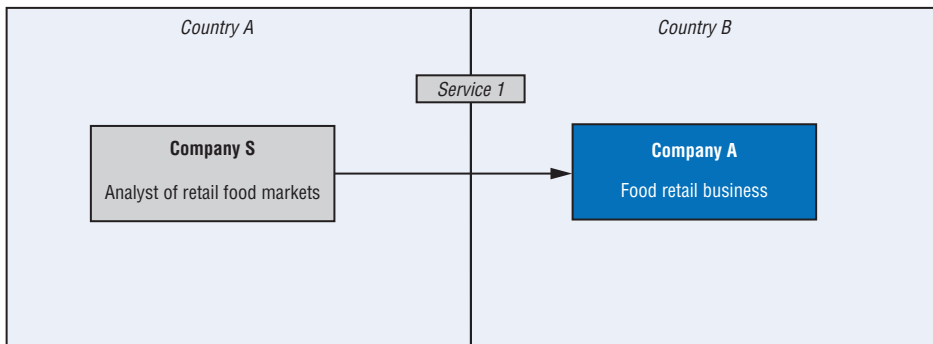 Country A
Country B
Service 1
Company S
Analyst of retail food markets
Company A
Food retail business